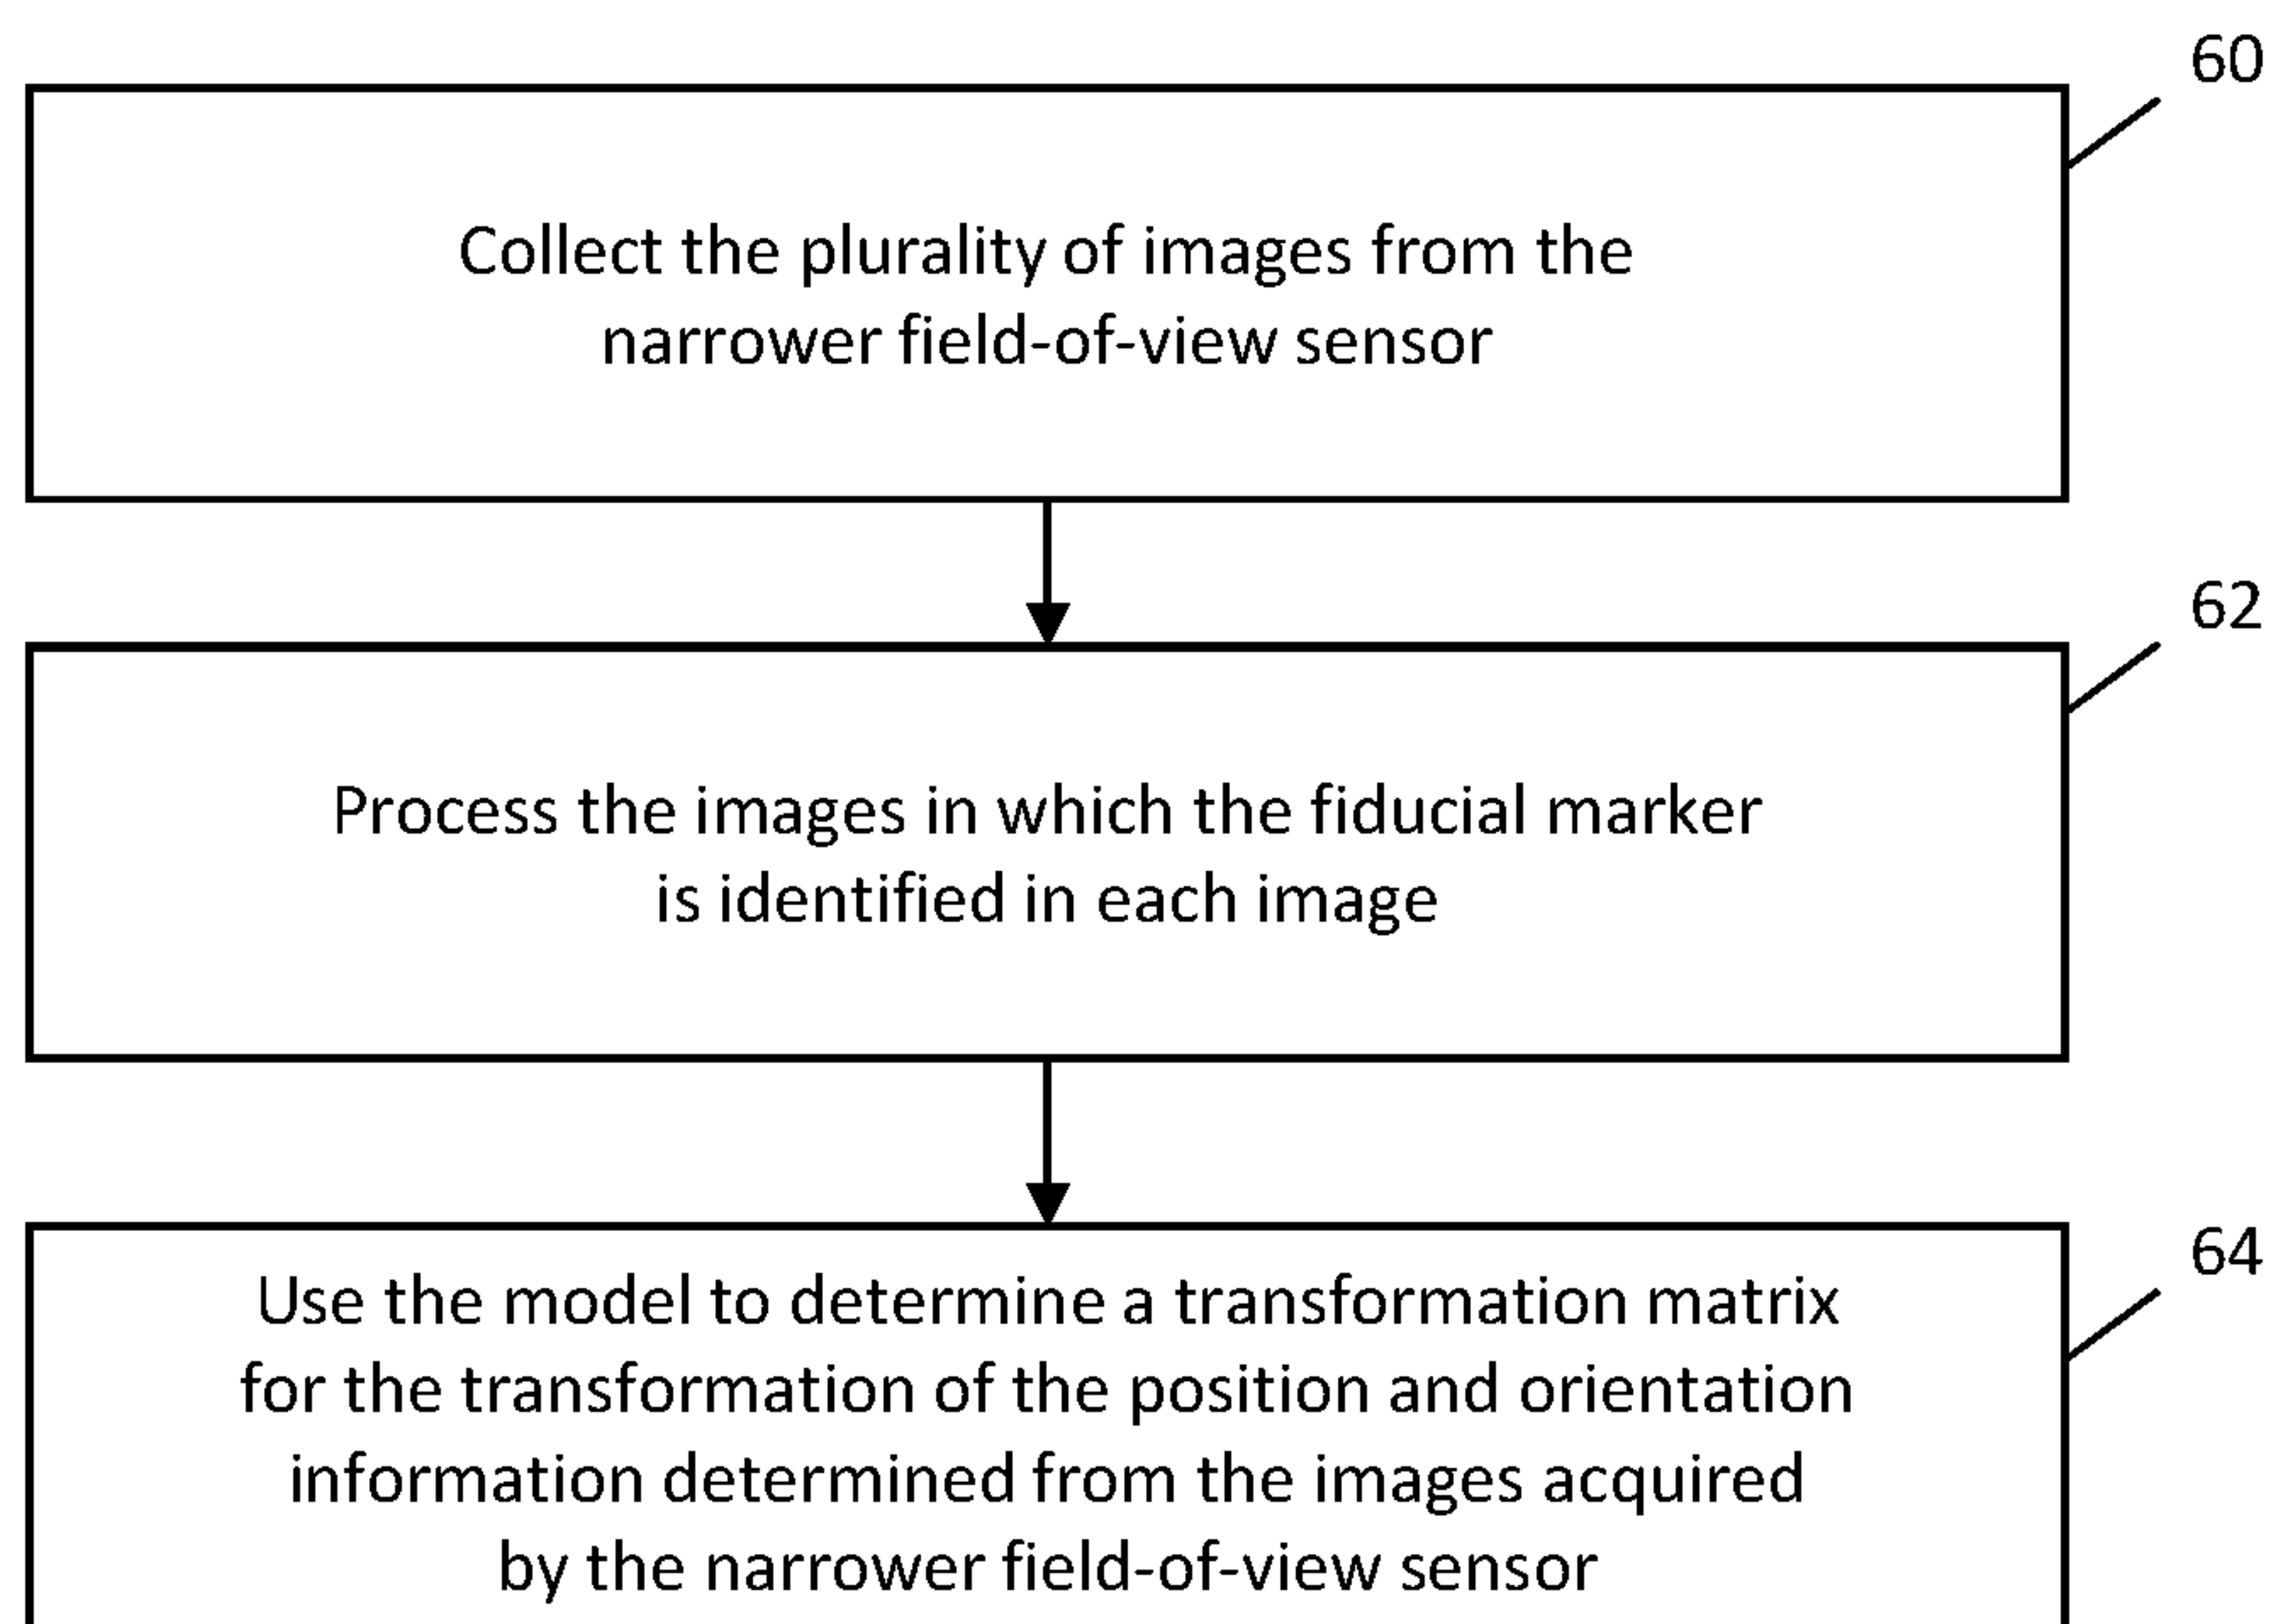 60
Collect the plurality of images from the
narrower field-of-view sensor
62
Process the images in which the fiducial marker
is identified in each image
64
Use the model to determine a transformation matrix
for the transformation of the position and orientation
information determined from the images acquired
by the narrower field-of-view sensor